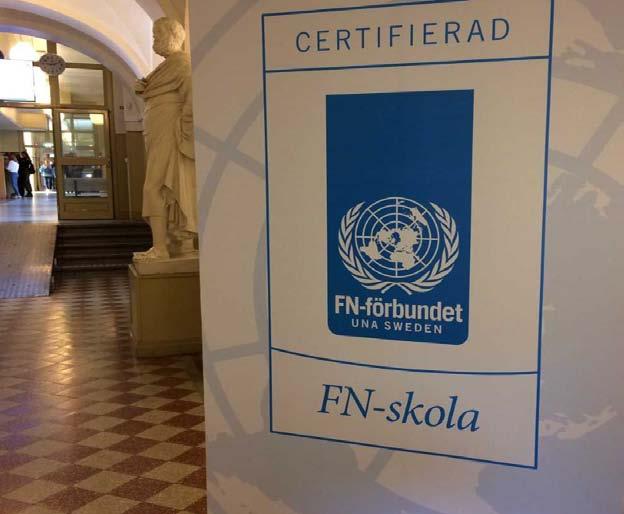 CERTIFIERAD
FN-förbundet
UNA SWEDEN
FN-skola